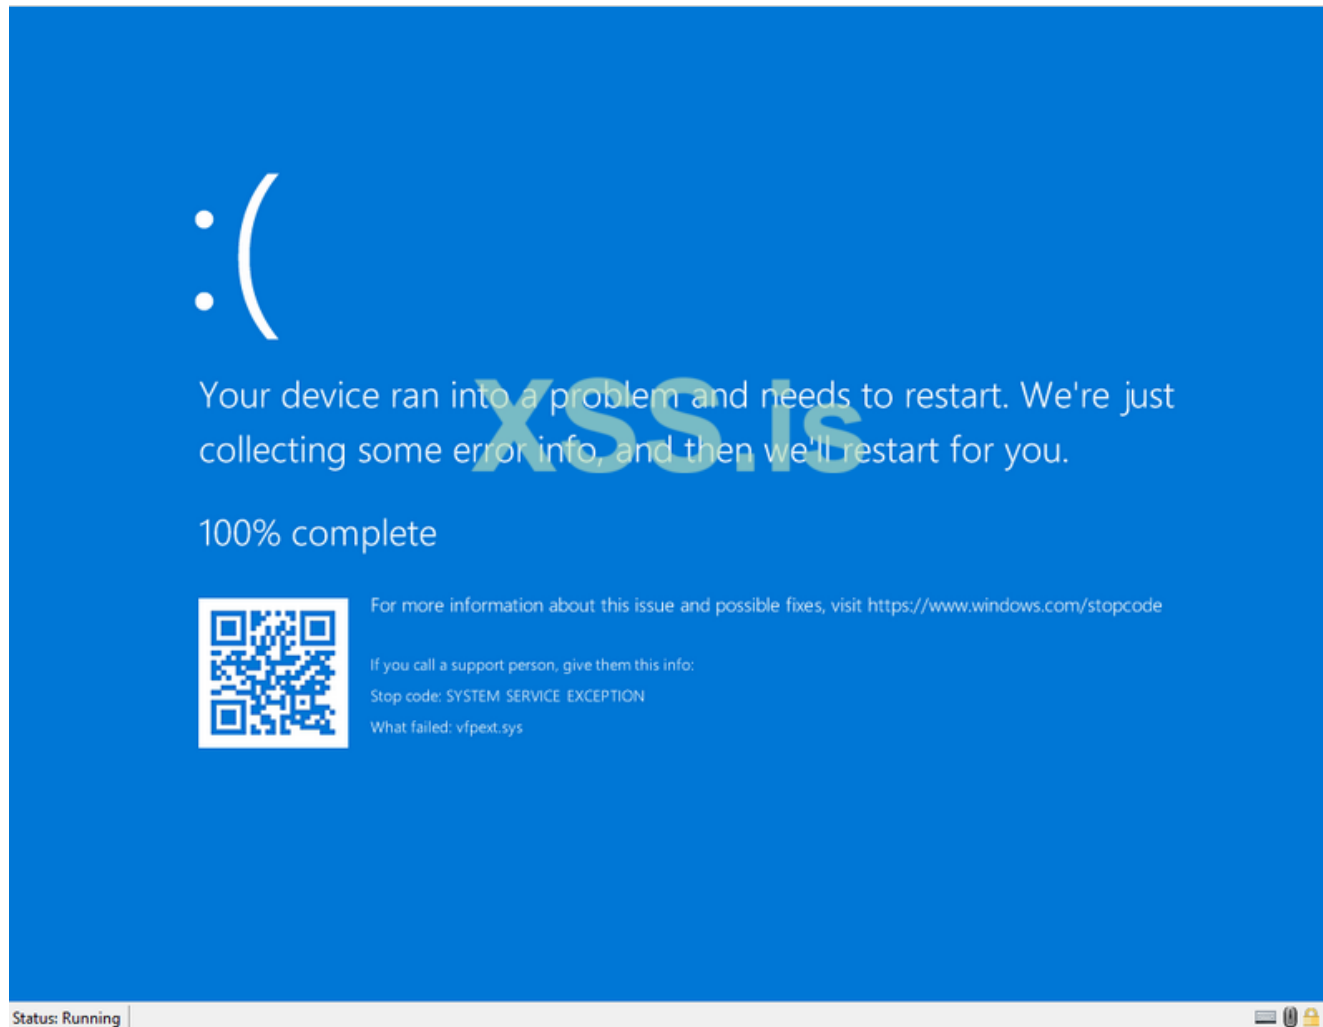 :(
Your device ran into a problem and needs to restart. We're just
collecting some error info, and then we'll restart for you.
XSS.is
100% complete
For more information about this issue and possible fixes, visit https://www.windows.com/stopcode
If you call a support person, give them this info:
Stop code: SYSTEM SERVICE EXCEPTION
What failed: vfpext.sys
Status: Running